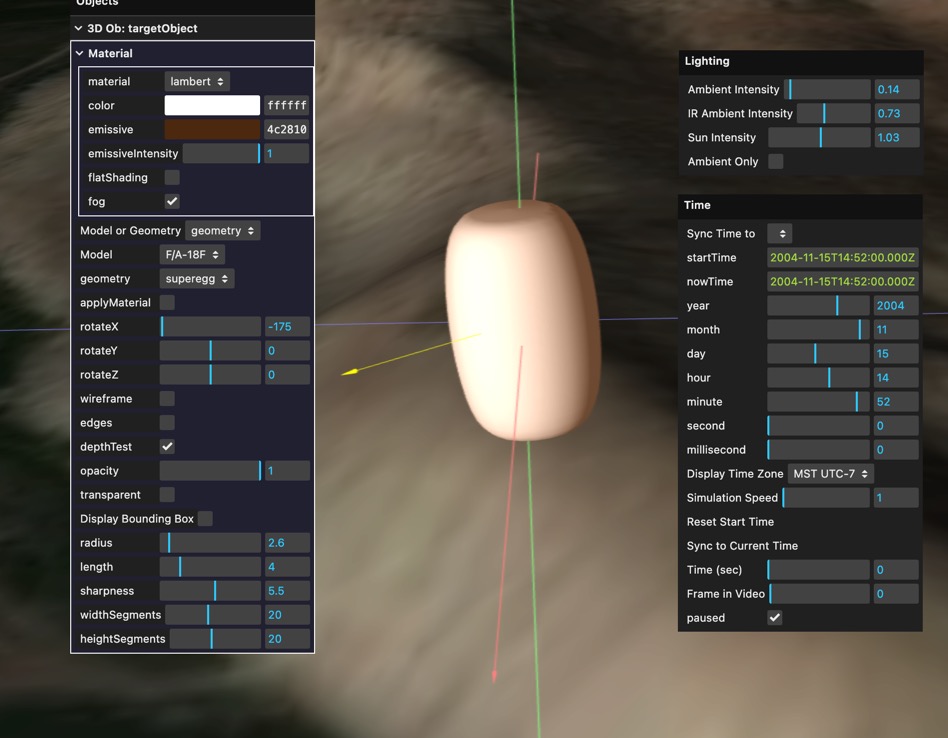 Objects
3D Ob: targetObject
Material
material lambert
color ffffff
emissive 4c2810
emissiveIntensity 1
flatShading
fog
Model or Geometry geometry
Model F/A-18F
geometry superegg
applyMaterial
rotateX -175
rotateY 0
rotateZ 0
wireframe
edges
depthTest
opacity 1
transparent
Display Bounding Box
radius 2.6
length 4
sharpness 5.5
widthSegments 20
heightSegments 20
Lighting
Ambient Intensity 0.14
IR Ambient Intensity 0.73
Sun Intensity 1.03
Ambient Only
Time
Sync Time to
startTime 2004-11-15T14:52:00.000Z
nowTime 2004-11-15T14:52:00.000Z
year 2004
month 11
day 15
hour 14
minute 52
second 0
millisecond 0
Display Time Zone MST UTC-7
Simulation Speed 1
Reset Start Time
Sync to Current Time
Time (sec) 0
Frame in Video 0
paused